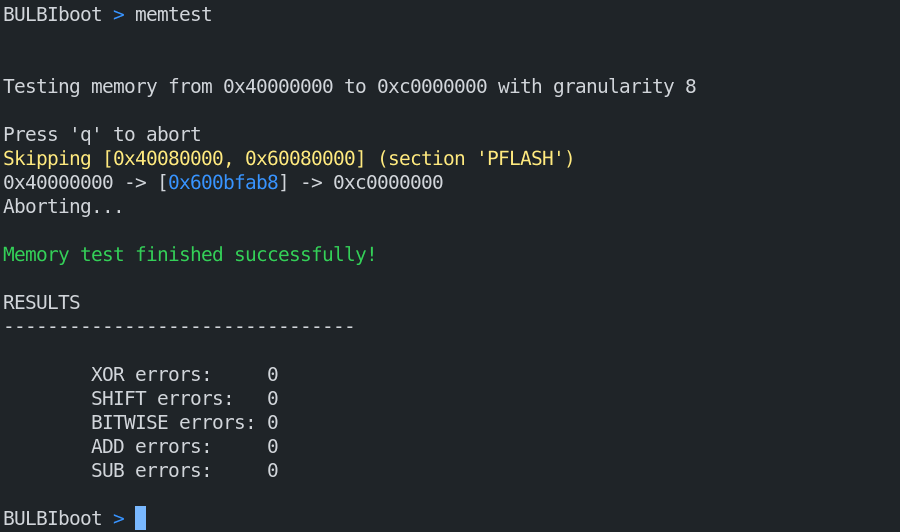 BULBIboot > memtest
Testing memory from 0x40000000 to 0xc0000000 with granularity 8
Press 'q' to abort
Skipping [0x40080000, 0x60080000] (section 'PFLASH')
0x40000000 -> [0x600bfab8] -> 0xc0000000
Aborting...
Memory test finished successfully!
RESULTS
--------------------------------
XOR errors: 0
SHIFT errors: 0
BITWISE errors: 0
ADD errors: 0
SUB errors: 0
BULBIboot >